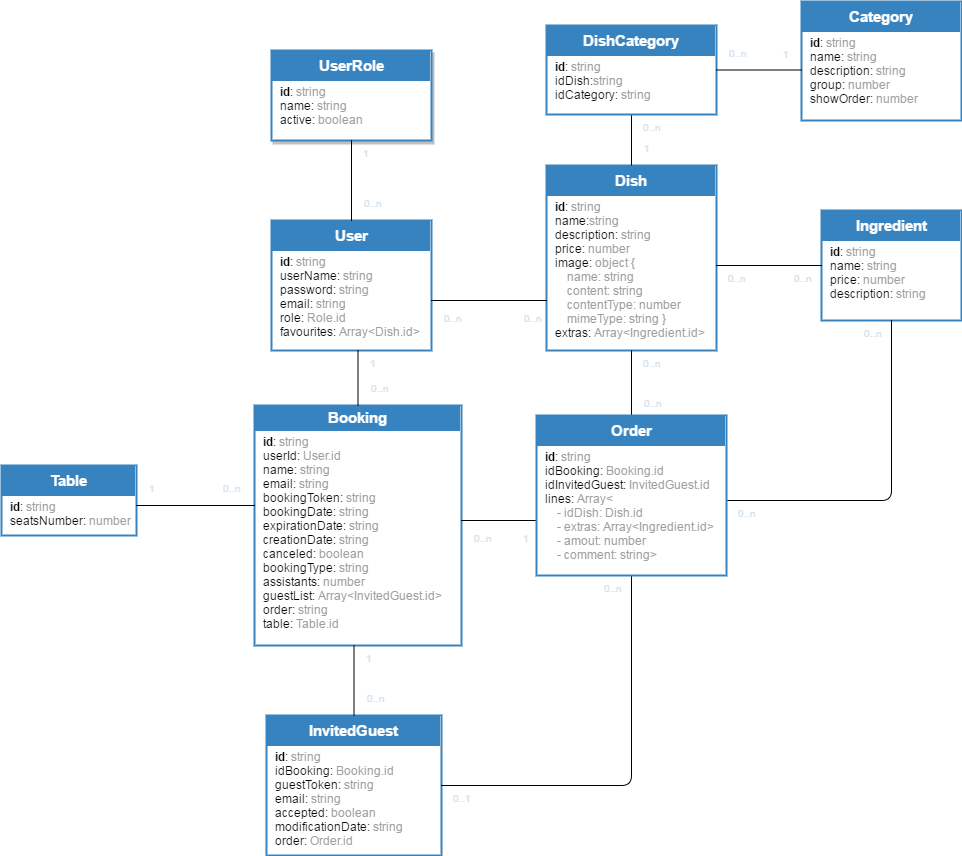 Category
id: string
name: string
description: string
group: number
showOrder: number
DishCategory
id: string
idDish:string
idCategory: string
0..n
1
UserRole
id: string
name: string
active: boolean
0..n
1
1
0..n
Dish
id: string
name:string
description: string
price: number
image: object {
name: string
content: string
contentType: number
mimeType: string }
extras: Array<Ingredient.id>
Ingredient
id: string
name: string
price: number
description: string
0..n
0..n
User
id: string
userName: string
password: string
email: string
role: Role.id
favourites: Array<Dish.id>
0..n
0..n
0..n
1
0..n
0..n
0..n
Booking
id: string
userId: User.id
name: string
email: string
bookingToken: string
bookingDate: string
expirationDate: string
creationDate: string
canceled: boolean
bookingType: string
assistants: number
guestList: Array<InvitedGuest.id>
order: string
table: Table.id
Order
id: string
idBooking: Booking.id
idInvitedGuest: InvitedGuest.id
lines: Array<
- idDish: Dish.id
- extras: Array<Ingredient.id>
- amout: number
- comment: string>
Table
id: string
seatsNumber: number
1
0..n
0..n
0..n
1
0..n
1
0..n
InvitedGuest
id: string
idBooking: Booking.id
guestToken: string
email: string
accepted: boolean
modificationDate: string
order: Order.id
0..1